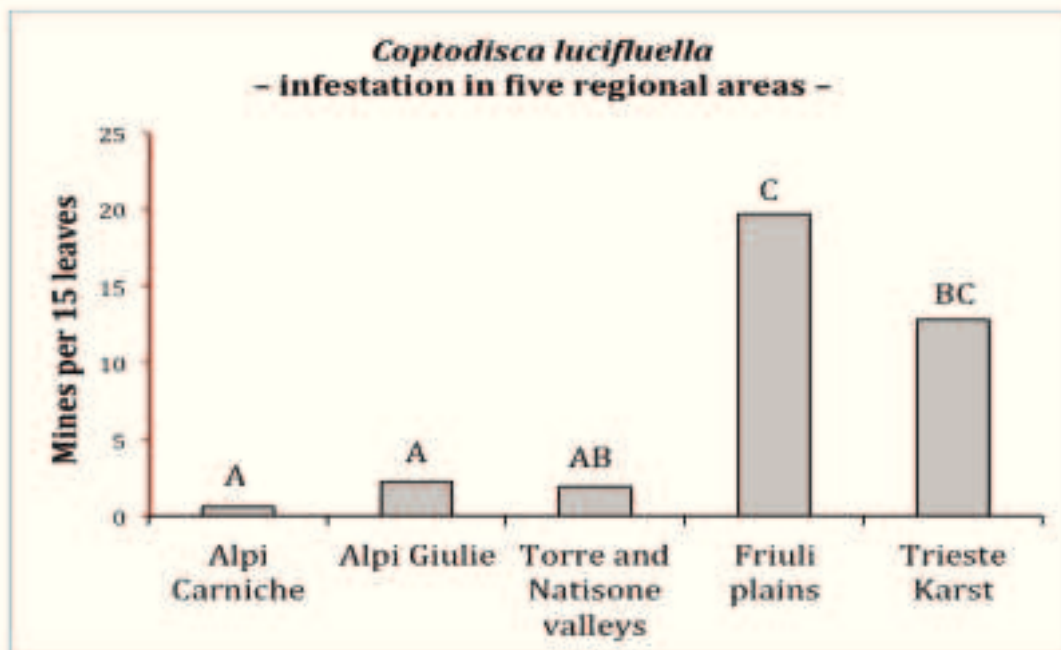 Coptodisca lucifluella
– infestation in five regional areas –
Mines per 15 leaves
25
20
15
10
5
0
A
A
AB
C
BC
Alpi Carniche
Alpi Giulie
Torre and Natisone valleys
Friuli plains
Trieste Karst